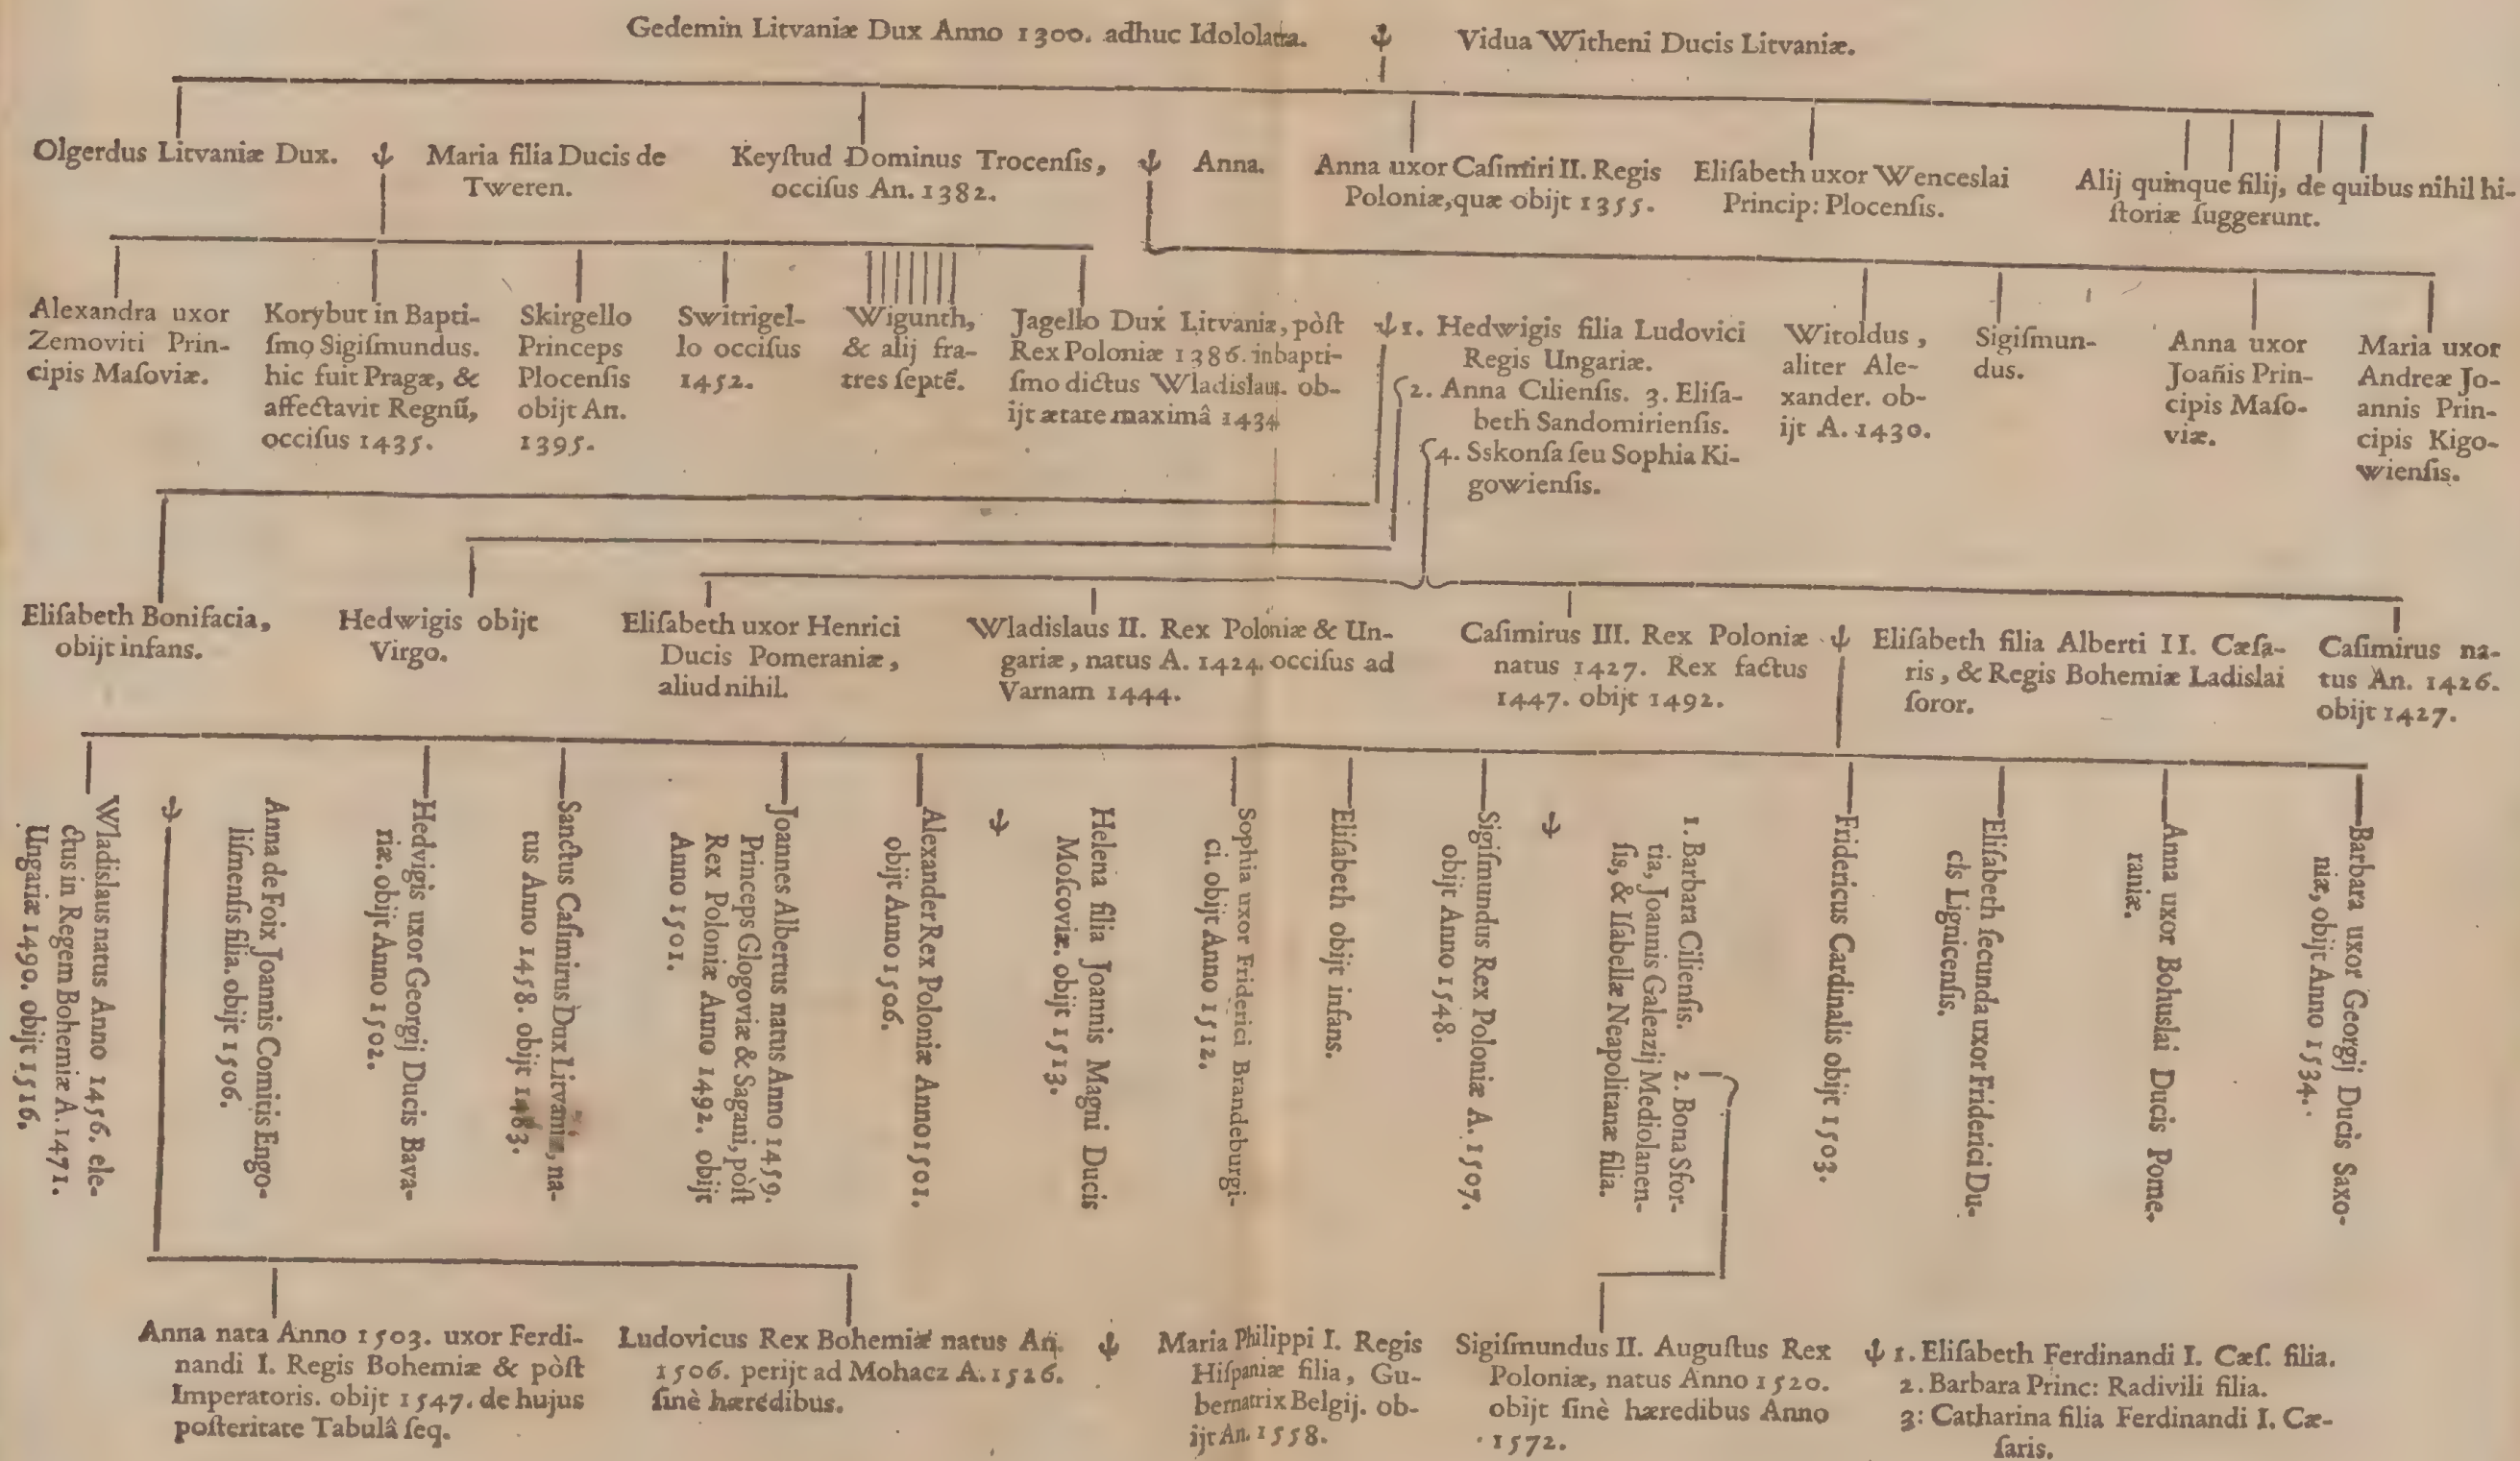 Gedemin Litvaniæ Dux Anno 1300. adhuc Idololatra.
Vidua Witheni Ducis Litvaniæ.
Olgerdus Litvaniæ Dux.
Maria filia Ducis de
Tweren.
Keyſtud Dominus Trocenſis,
occiſus An. 1382.
Anna.
Anna uxor Caſimiri II. Regis
Poloniæ, quæ obijt 1355.
Eliſabeth uxor Wenceslai
Princip: Plocenſis.
Alij quinque filij, de quibus nihil hi-
ſtoriæ ſuggerunt.
Alexandra uxor
Zemoviti Prin-
cipis Maſoviæ.
Korybut in Bapti-
ſmo Sigiſmundus.
hic fuit Pragæ, &
affectavit Regnũ,
occiſus 1435.
Skirgello
Princeps
Plocenſis
obijt An.
1395.
Switrigel-
lo occiſus
1452.
Wigunth,
& alij fra-
tres ſeptẽ.
Jagello Dux Litvaniæ, pòſt
Rex Poloniæ 1386. in bapti-
ſmo dictus Wladislaus. ob-
ijt ætate maximâ 1434
1. Hedwigis filia Ludovici
Regis Ungariæ.
2. Anna Cilienſis. 3. Eliſa-
beth Sandomirienſis.
4. Sskonſa ſeu Sophia Ki-
gowienſis.
Witoldus,
aliter Ale-
xander. ob-
ijt A. 1430.
Sigiſmun-
dus.
Anna uxor
Joañis Prin-
cipis Maſo-
viæ.
Maria uxor
Andreæ Jo-
annis Prin-
cipis Kigo-
wienſis.
Eliſabeth Bonifacia,
obijt infans.
Hedwigis obijt
Virgo.
Eliſabeth uxor Henrici
Ducis Pomeraniæ,
aliud nihil.
Wladislaus II. Rex Poloniæ & Un-
gariæ, natus A. 1424. occiſus ad
Varnam 1444.
Caſimirus III. Rex Poloniæ
natus 1427. Rex factus
1447. obijt 1492.
Eliſabeth filia Alberti II. Cæſa-
ris, & Regis Bohemiæ Ladislai
ſoror.
Caſimirus na-
tus An. 1426.
obijt 1427.
Wladislaus natus Anno 1456. ele-
ctus in Regem Bohemiæ A. 1471.
Ungariæ 1490. obijt 1516.
Anna de Foix Joannis Comitis Engo-
liſmenſis filia. obijt 1506.
Hedvigis uxor Georgij Ducis Bava-
riæ. obijt Anno 1502.
Sanctus Caſimirus Dux Litvaniæ, na-
tus Anno 1458. obijt 1483.
Joannes Albertus natus Anno 1459.
Princeps Glogoviæ & Sagani, pòſt
Rex Poloniæ Anno 1492. obijt
Anno 1501.
Alexander Rex Poloniæ Anno 1501.
obijt Anno 1506.
Helena filia Joannis Magni Ducis
Moſcoviæ. obijt 1513.
Sophia uxor Friderici Brandeburgi-
ci. obijt Anno 1512.
Eliſabeth obijt infans.
Sigiſmundus Rex Poloniæ A. 1507.
obijt Anno 1548.
1. Barbara Cilienſis. 2. Bona Sfor-
tia, Joannis Galeazij Mediolanen-
ſis, & Iſabellæ Neapolitanæ filia.
Fridericus Cardinalis obijt 1503.
Eliſabeth ſecunda uxor Friderici Du-
cis Lignicenſis.
Anna uxor Bohuslai Ducis Pome-
raniæ.
Barbara uxor Georgij Ducis Saxo-
niæ, obijt Anno 1534.
Anna nata Anno 1503. uxor Ferdi-
nandi I. Regis Bohemiæ & pòſt
Imperatoris. obijt 1547. de hujus
poſteritate Tabulâ ſeq.
Ludovicus Rex Bohemiæ natus An.
1506. perijt ad Mohacz A. 1526.
ſinè hæredibus.
Maria Philippi I. Regis
Hiſpaniæ filia, Gu-
bernatrix Belgij. ob-
ijt An. 1558.
Sigiſmundus II. Auguſtus Rex
Poloniæ, natus Anno 1520.
obijt ſinè hæredibus Anno
1572.
1. Eliſabeth Ferdinandi I. Cæſ. filia.
2. Barbara Princ: Radivili filia.
3: Catharina filia Ferdinandi I. Cæ-
ſaris.